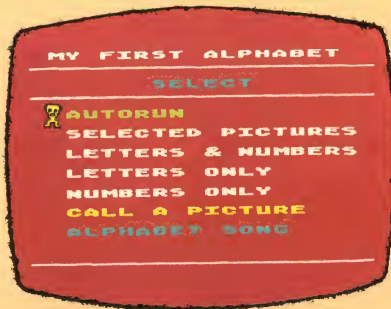 MY FIRST ALPHABET
SELECT
AUTORUN
SELECTED PICTURES
LETTERS & NUMBERS
LETTERS ONLY
NUMBERS ONLY
CALL A PICTURE
ALPHABET SONG